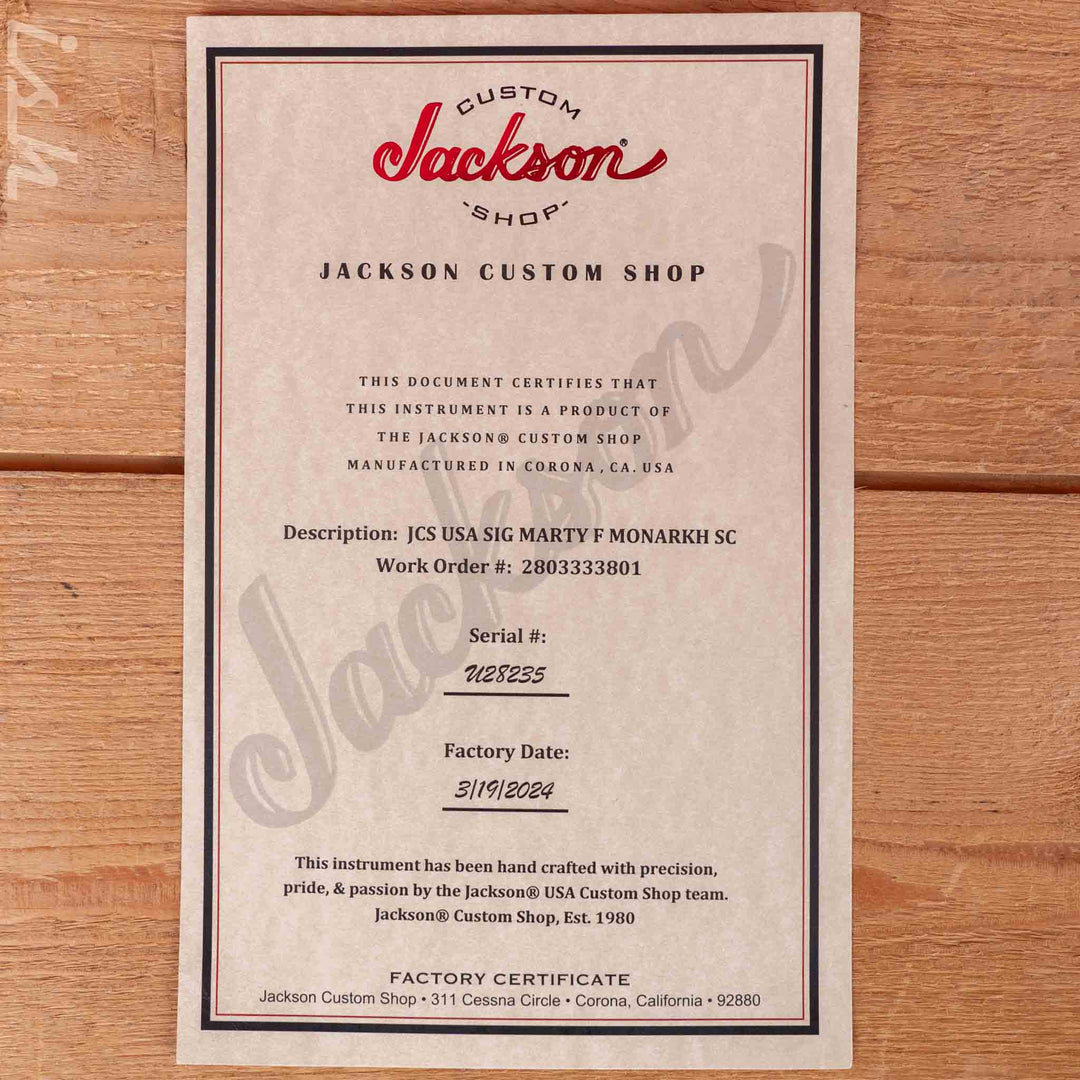 i.s.h
CUSTOM
Jackson®
-SHOP-
JACKSON CUSTOM SHOP
THIS DOCUMENT CERTIFIES THAT
THIS INSTRUMENT IS A PRODUCT OF
THE JACKSON® CUSTOM SHOP
MANUFACTURED IN CORONA, CA. USA
Jackson
Description: JCS USA SIG MARTY F MONARKH SC
Work Order #: 2803333801
Serial #:
U28235
Factory Date:
3/19/2024
This instrument has been hand crafted with precision,
pride, & passion by the Jackson® USA Custom Shop team.
Jackson® Custom Shop, Est. 1980
FACTORY CERTIFICATE
Jackson Custom Shop • 311 Cessna Circle • Corona, California • 92880